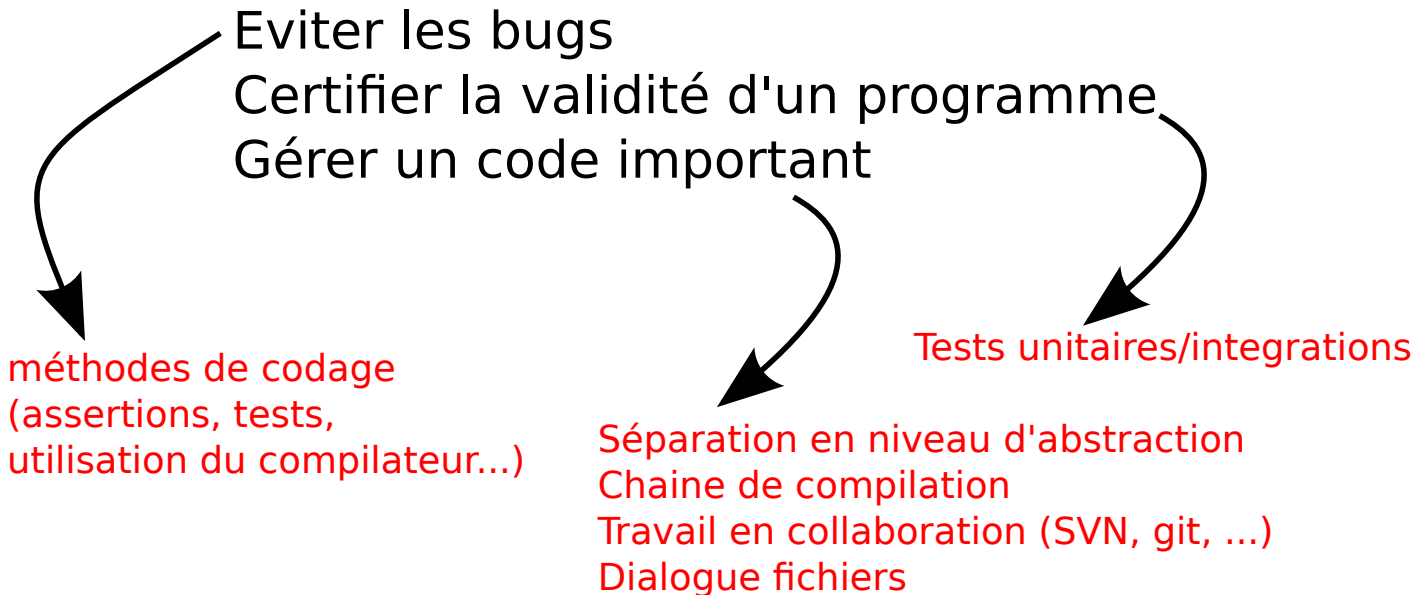 Eviter les bugs
Certifier la validité d'un programme
Gérer un code important
méthodes de codage
(assertions, tests,
utilisation du compilateur...)
Tests unitaires/integrations
Séparation en niveau d'abstraction
Chaine de compilation
Travail en collaboration (SVN, git, ...)
Dialogue fichiers